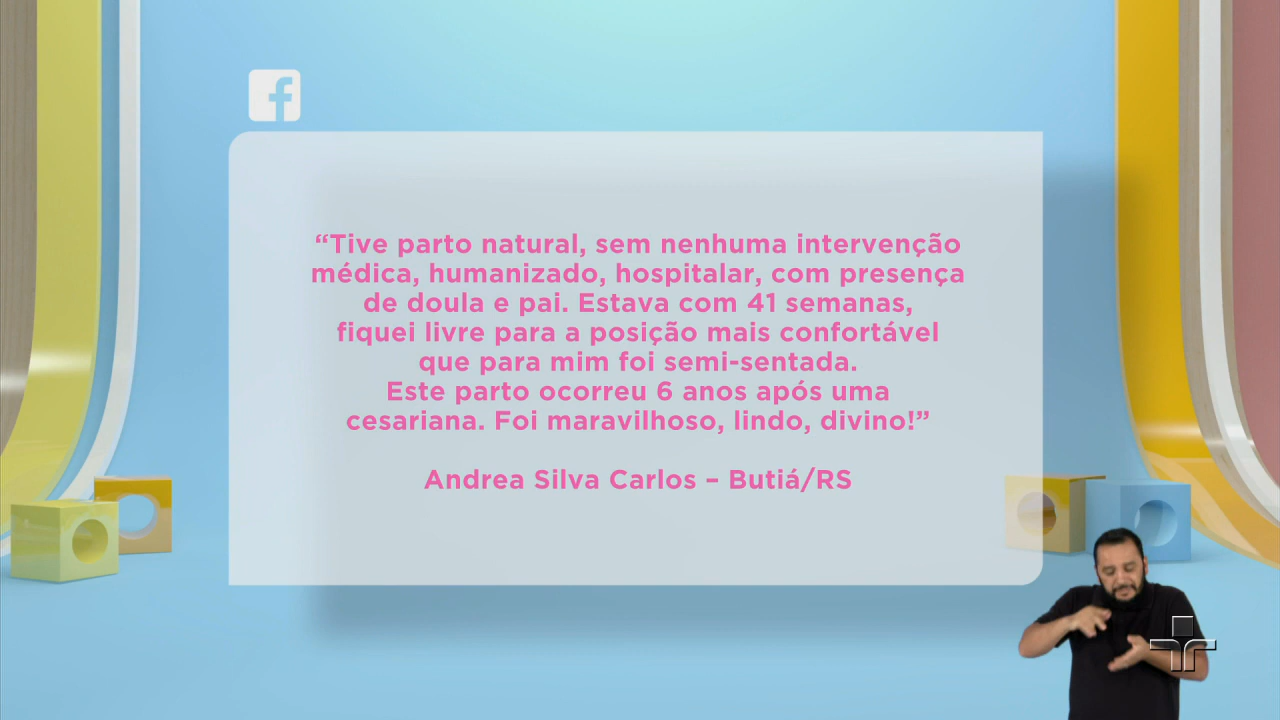 “Tive parto natural, sem nenhuma intervenção
médica, humanizado, hospitalar, com presença
de doula e pai. Estava com 41 semanas,
fiquei livre para a posição mais confortável
que para mim foi semi-sentada.
Este parto ocorreu 6 anos após uma
cesariana. Foi maravilhoso, lindo, divino!”
Andrea Silva Carlos – Butiá/RS